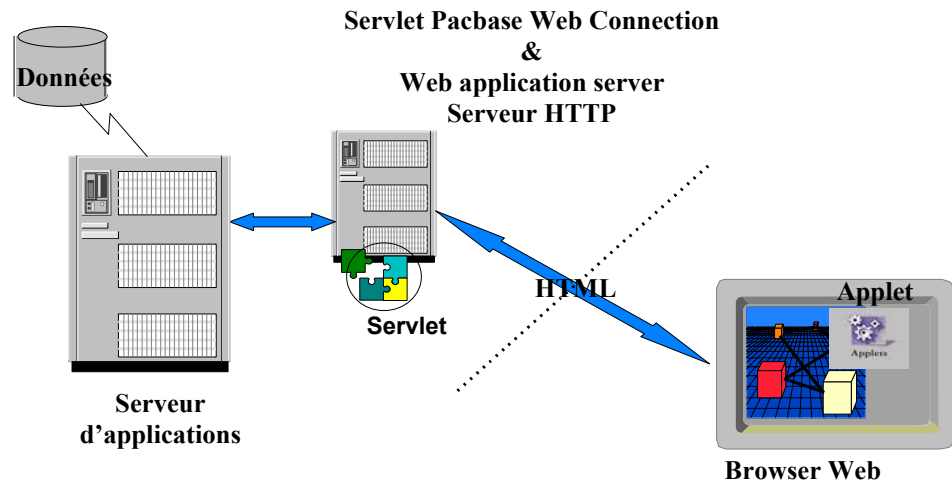 Servlet Pacbase Web Connection
&
Web application server
Serveur HTTP
Données
Servlet
HTML
Applet
Applets
Serveur
d’applications
Browser Web